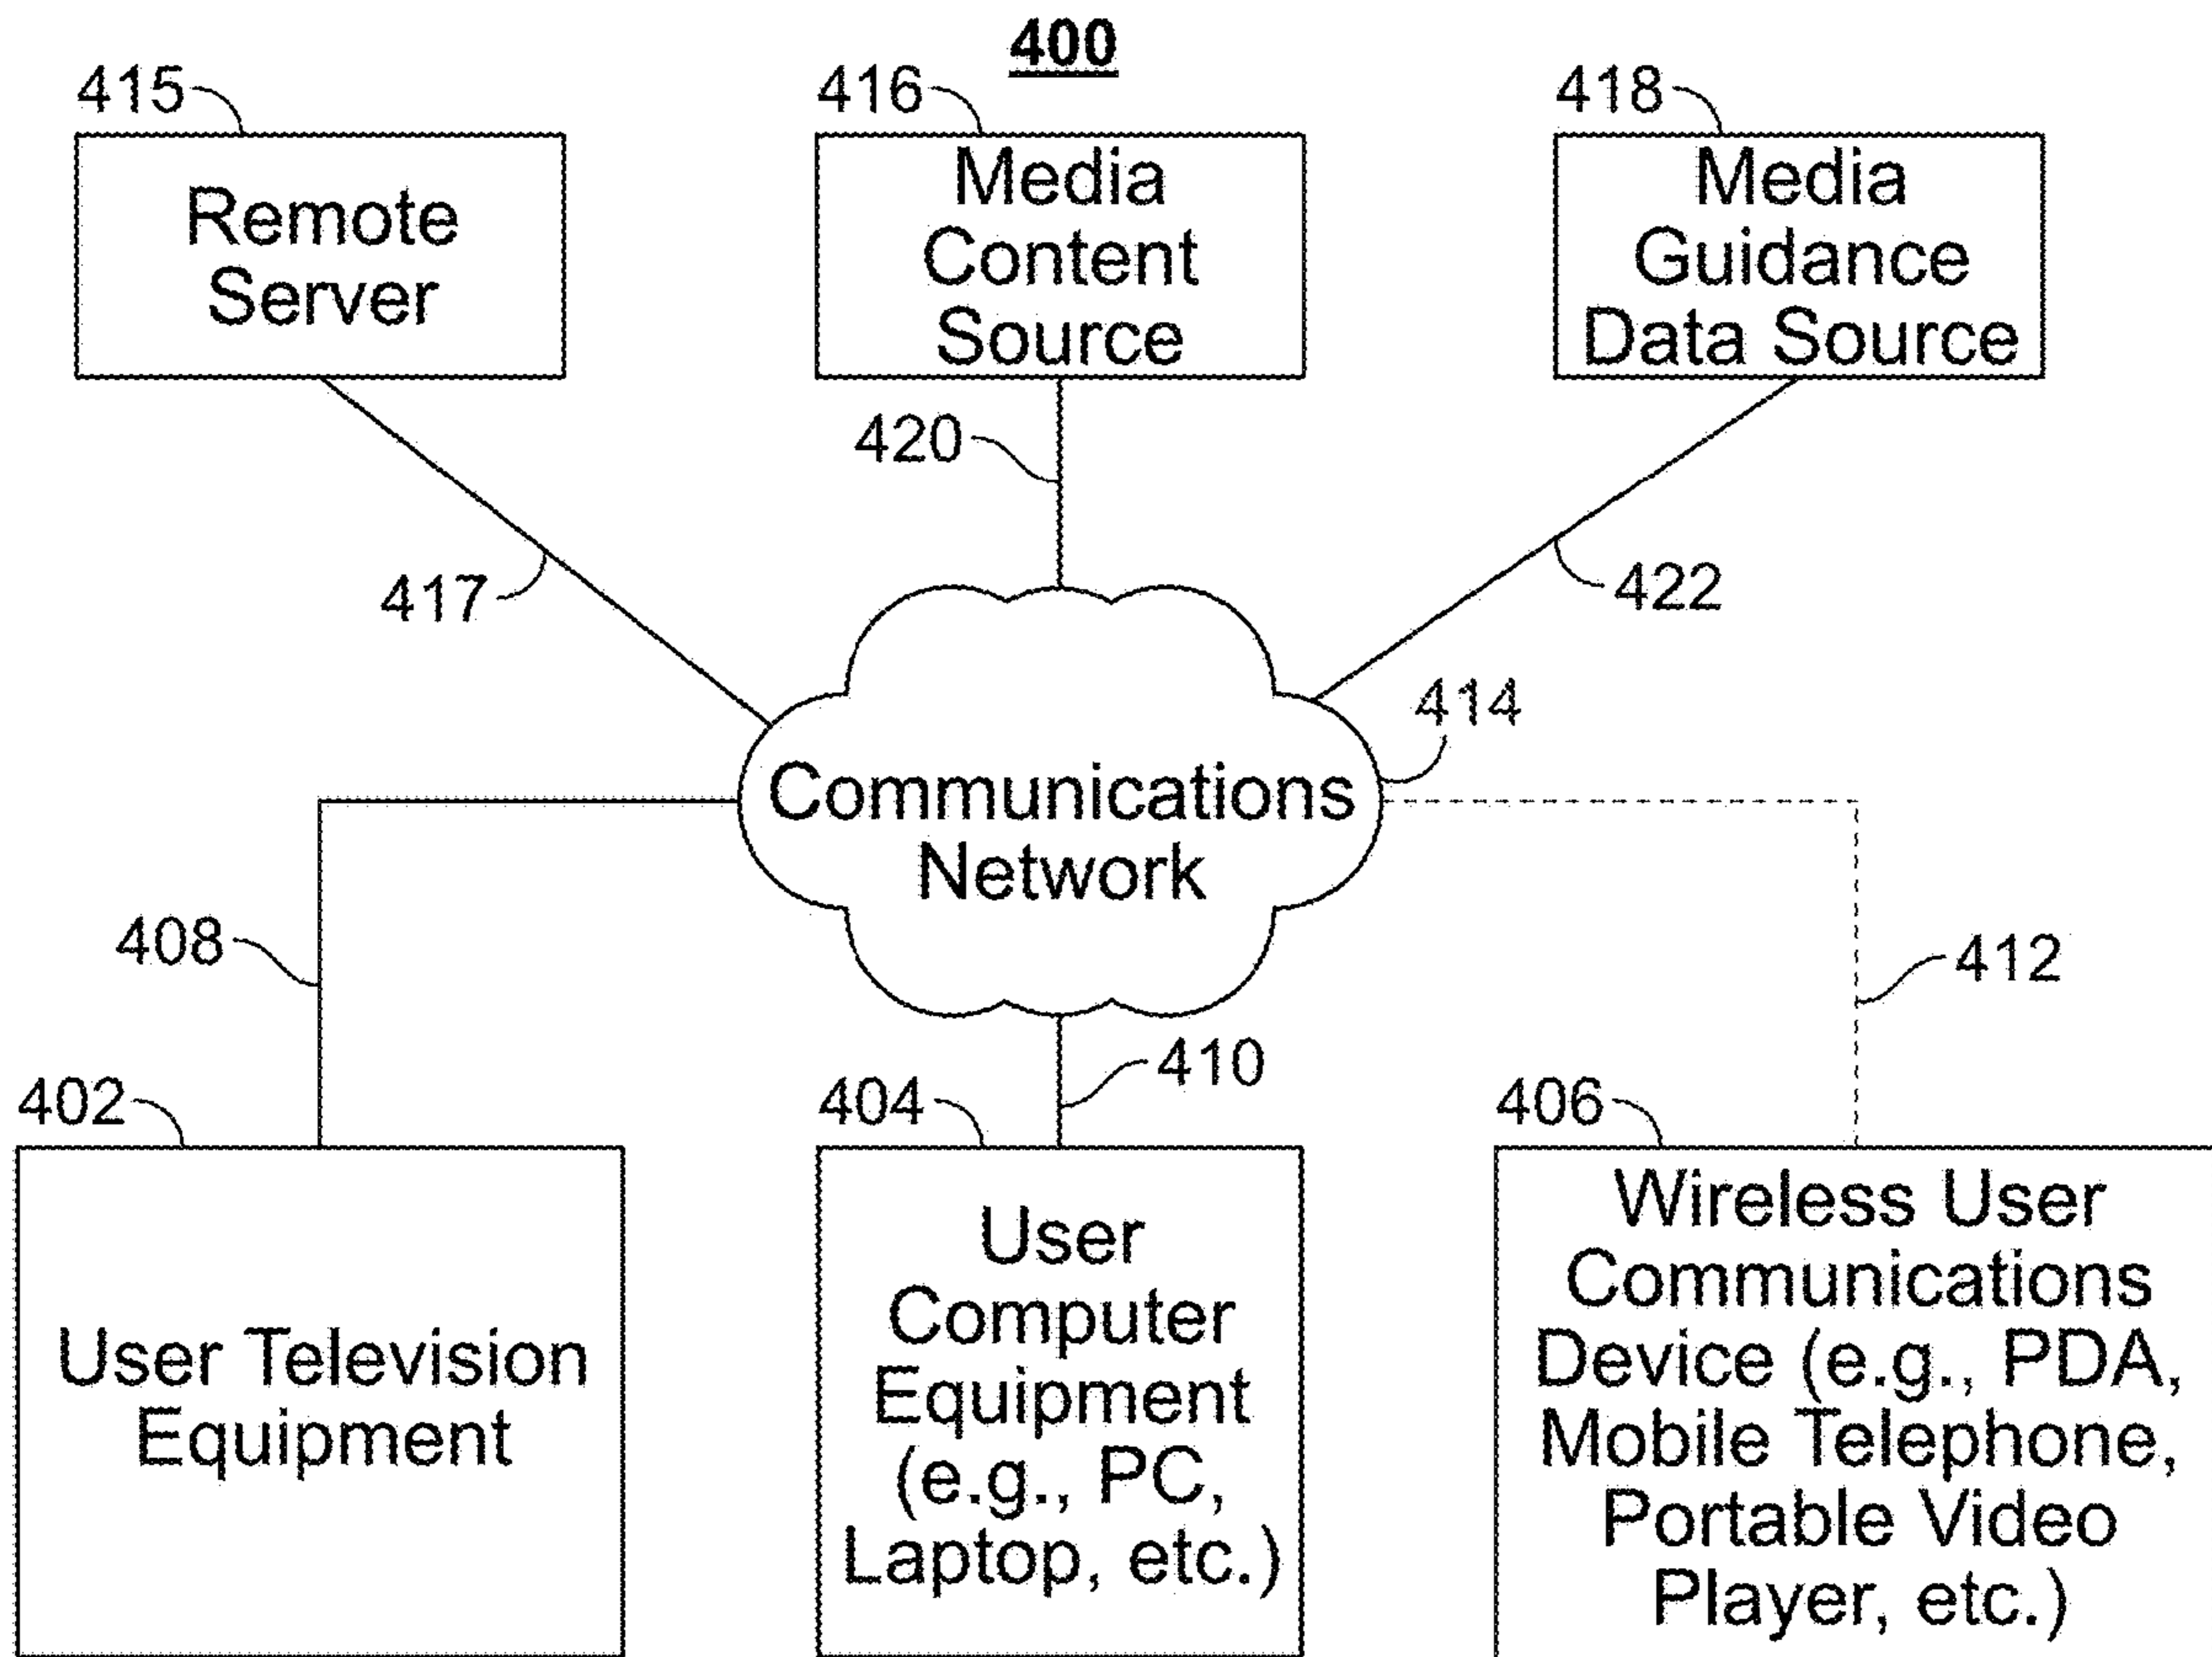 400
415
416
418
Remote
Server
Media
Content
Source
Media
Guidance
Data Source
420
417
422
414
Communications
Network
408
412
410
402
404
406
User Television
Equipment
User
Computer
Equipment
(e.g., PC,
Laptop, etc.)
Wireless User
Communications
Device (e.g., PDA,
Mobile Telephone,
Portable Video
Player, etc.)